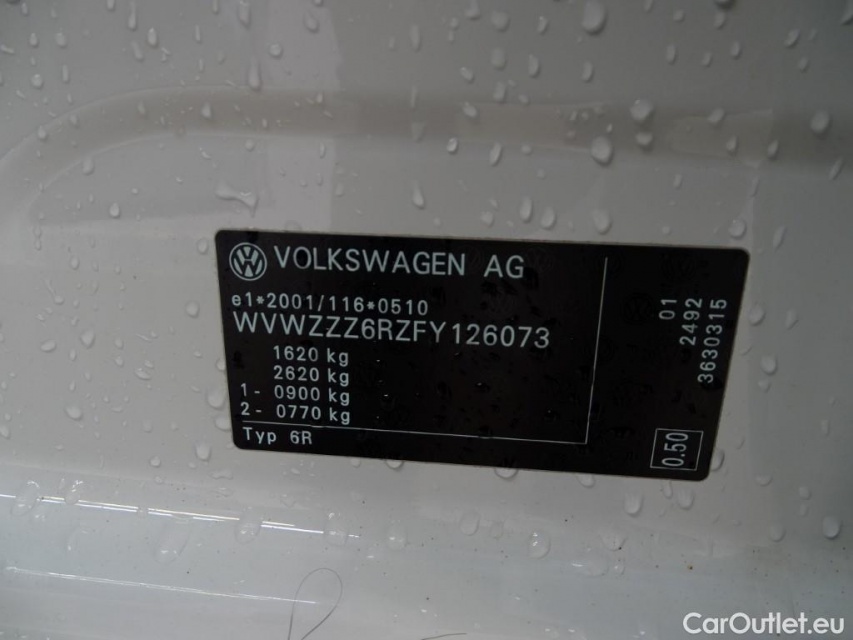 VOLKSWAGEN AG
e1*2001/116*0510
WVWZZZ6RZFY126073
1620 kg
2620 kg
1- 0900 kg
2- 0770 kg
Typ 6R
01
2492
3630315
0.50
CarOutlet.eu